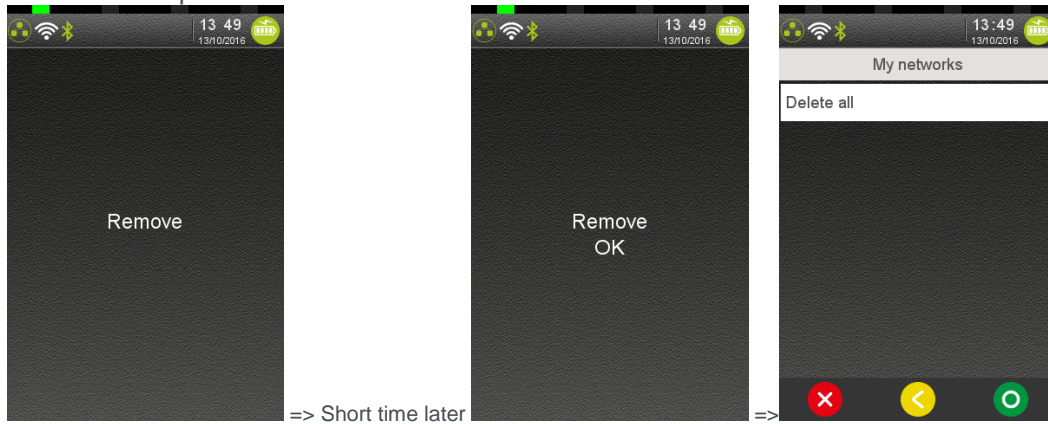 13 49
13/10/2016
Remove
=> Short time later
13 49
13/10/2016
Remove
OK
=>
13:49
13/10/2016
My networks
Delete all